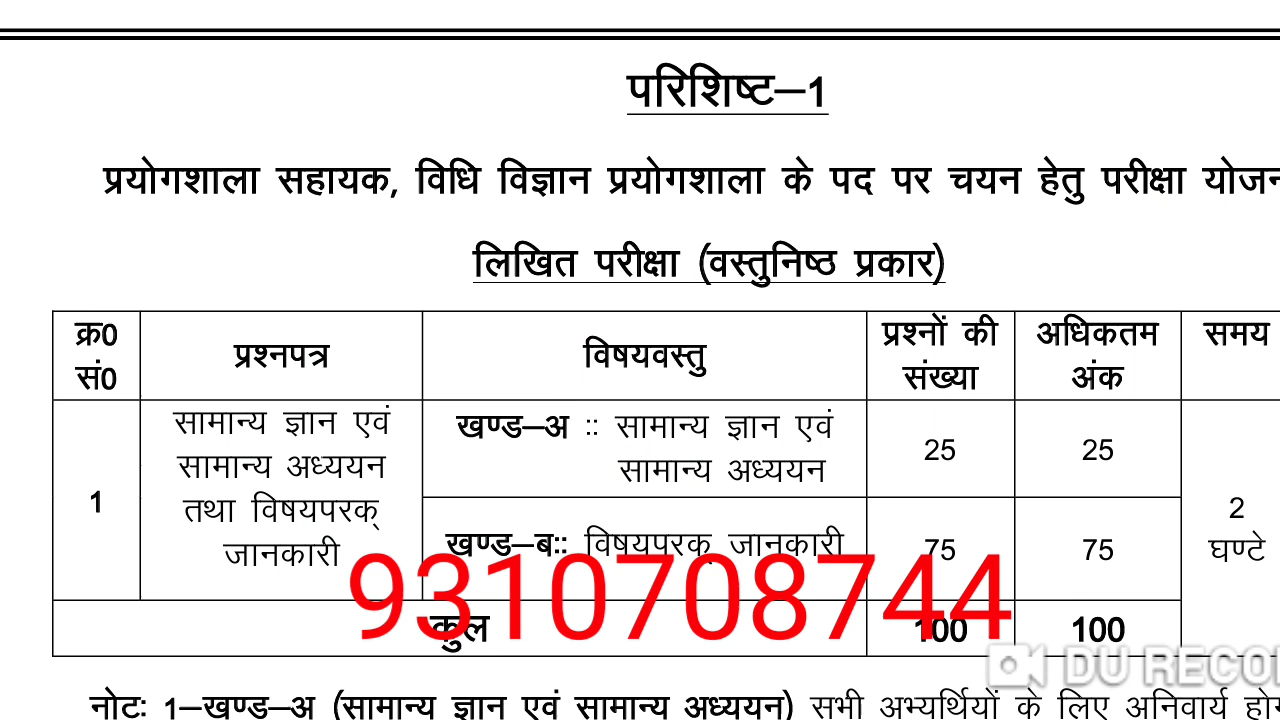 परिशिष्ट–1
प्रयोगशाला सहायक, विधि विज्ञान प्रयोगशाला के पद पर चयन हेतु परीक्षा
लिखित परीक्षा (वस्तुनिष्ठ प्रकार)
क्र0 सं0
प्रश्नपत्र
विषयवस्तु
प्रश्नों की संख्या
अधिकतम अंक
समय
1
सामान्य ज्ञान एवं
सामान्य अध्ययन
तथा विषयपरक्
जानकारी
खण्ड–अ :: सामान्य ज्ञान एवं
सामान्य अध्ययन
25
25
2
घण्टे
खण्ड–ब:: विषयपरक् जानकारी
75
75
कुल
100
100
9310708744
DU RECO
नोटः 1–खण्ड–अ (सामान्य ज्ञान एवं सामान्य अध्ययन) सभी अभ्यर्थियों के लिए अनिवार्य